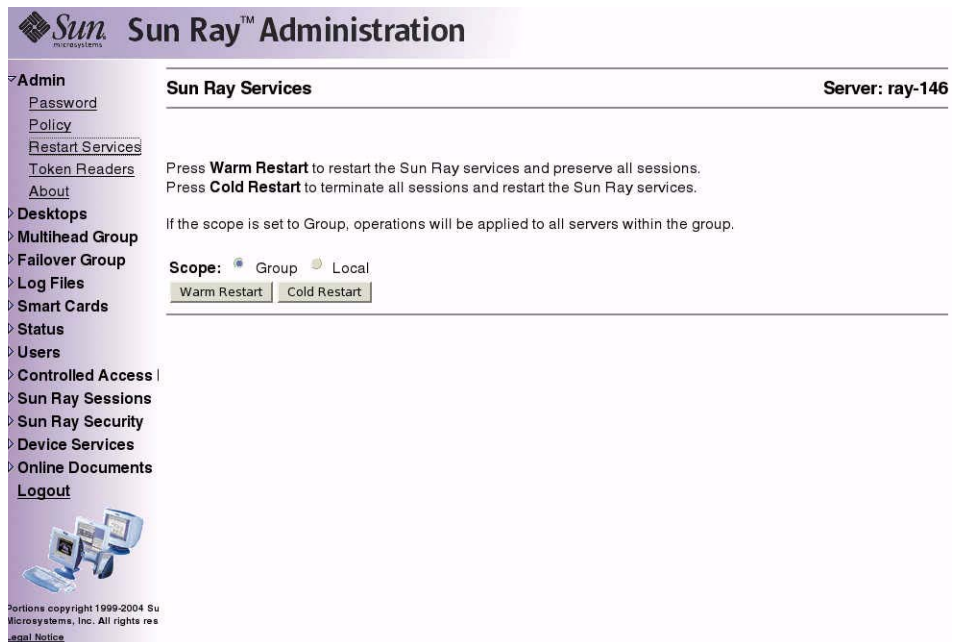 Sun
microsystems
Sun Ray™ Administration
Admin
Password
Policy
Restart Services
Token Readers
About
Desktops
Multihead Group
Failover Group
Log Files
Smart Cards
Status
Users
Controlled Access
Sun Ray Sessions
Sun Ray Security
Device Services
Online Documents
Logout
Portions copyright 1999-2004 Su
Microsystems, Inc. All rights res
Legal Notice
Sun Ray Services Server: ray-146
Press Warm Restart to restart the Sun Ray services and preserve all sessions.
Press Cold Restart to terminate all sessions and restart the Sun Ray services.
If the scope is set to Group, operations will be applied to all servers within the group.
Scope: Group Local
Warm Restart Cold Restart